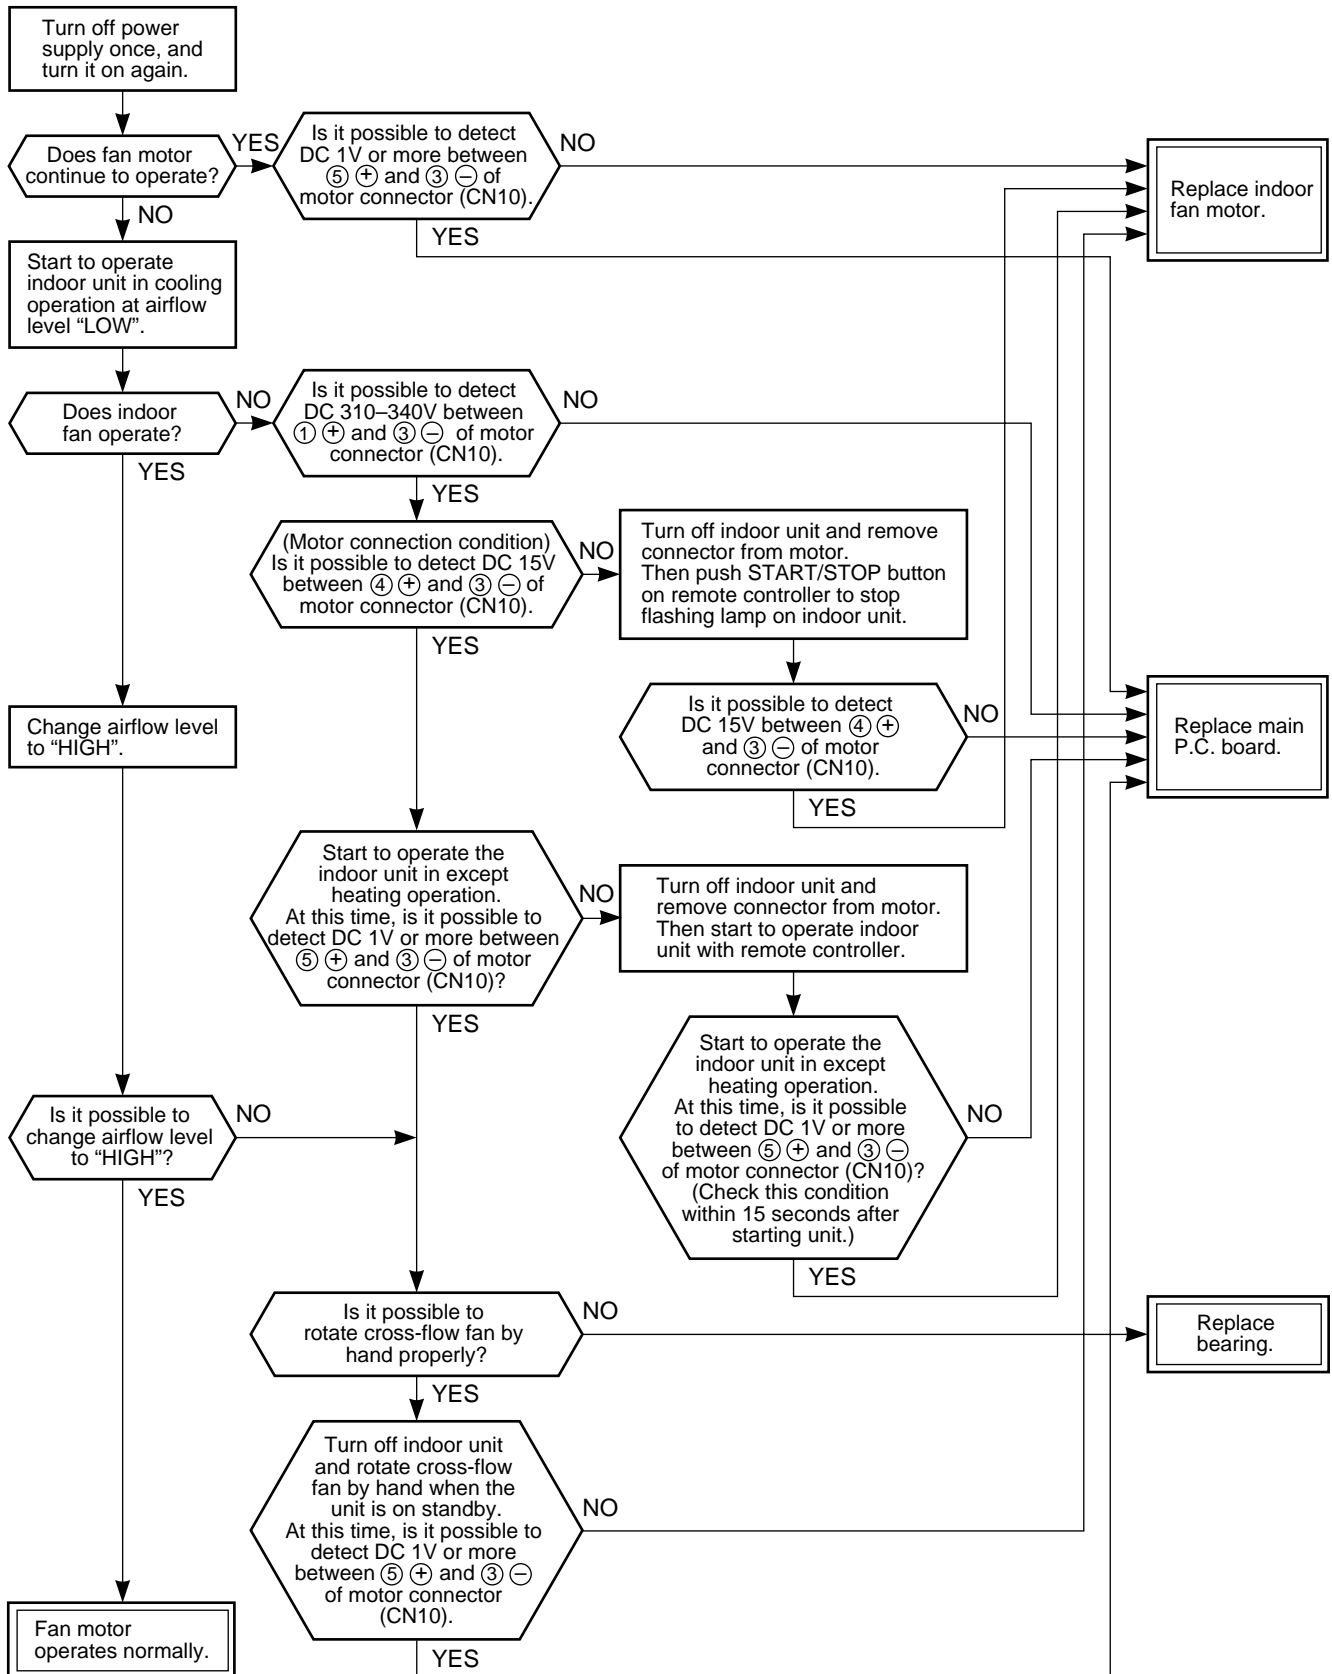 Turn off power
supply once, and
turn it on again.
Does fan motor
continue to operate?
YES
Is it possible to detect
DC 1V or more between
⑤ ⊕ and ③ ⊖ of
motor connector (CN10).
NO
Replace indoor
fan motor.
NO
YES
Start to operate
indoor unit in cooling
operation at airflow
level “LOW”.
Does indoor
fan operate?
NO
Is it possible to detect
DC 310–340V between
① ⊕ and ③ ⊖ of motor
connector (CN10).
NO
YES
YES
(Motor connection condition)
Is it possible to detect DC 15V
between ④ ⊕ and ③ ⊖ of
motor connector (CN10).
NO
Turn off indoor unit and remove
connector from motor.
Then push START/STOP button
on remote controller to stop
flashing lamp on indoor unit.
YES
Change airflow level
to “HIGH”.
Is it possible to detect
DC 15V between ④ ⊕
and ③ ⊖ of motor
connector (CN10).
NO
Replace main
P.C. board.
YES
Start to operate the
indoor unit in except
heating operation.
At this time, is it possible to
detect DC 1V or more between
⑤ ⊕ and ③ ⊖ of motor
connector (CN10)?
NO
Turn off indoor unit and
remove connector from motor.
Then start to operate indoor
unit with remote controller.
YES
Start to operate the
indoor unit in except
heating operation.
At this time, is it possible
to detect DC 1V or more
between ⑤ ⊕ and ③ ⊖
of motor connector (CN10)?
(Check this condition
within 15 seconds after
starting unit.)
NO
YES
Is it possible to
change airflow level
to “HIGH”?
NO
YES
Is it possible to
rotate cross-flow fan by
hand properly?
NO
Replace
bearing.
YES
Turn off indoor unit
and rotate cross-flow
fan by hand when the
unit is on standby.
At this time, is it possible to
detect DC 1V or more
between ⑤ ⊕ and ③ ⊖
of motor connector
(CN10).
NO
YES
Fan motor
operates normally.